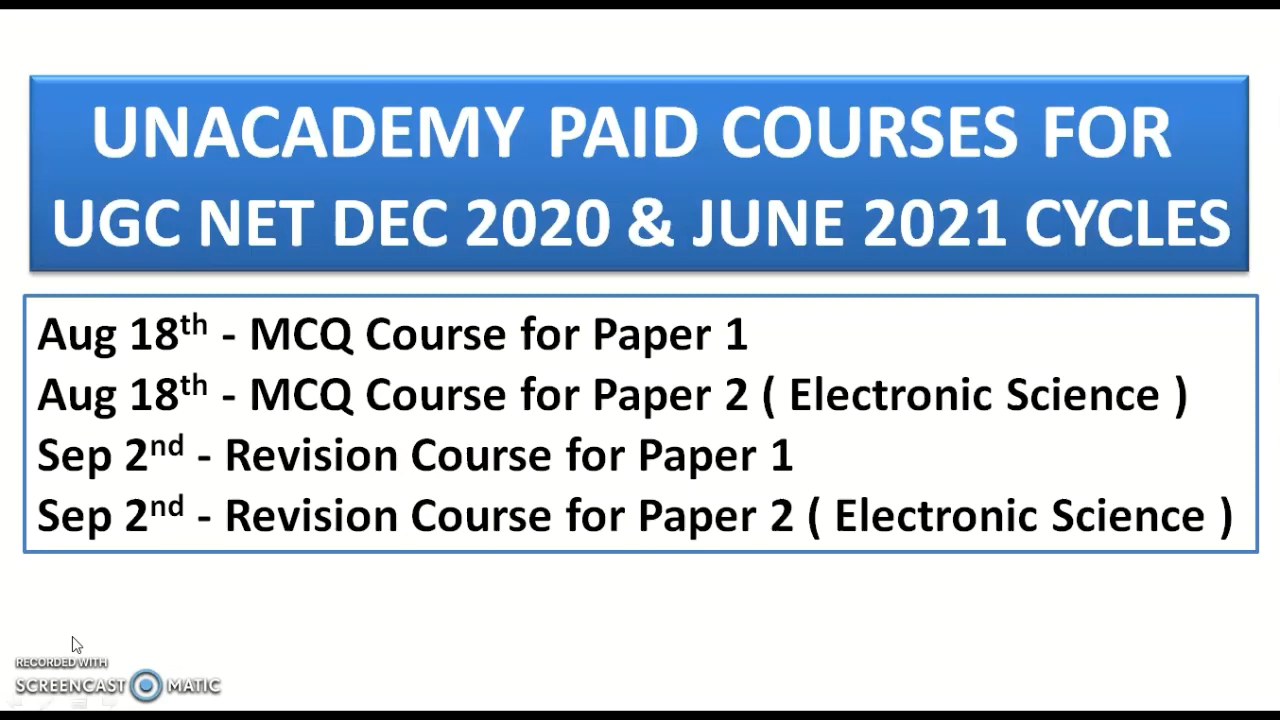 UNACADEMY PAID COURSES FOR
UGC NET DEC 2020 & JUNE 2021 CYCLES
Aug 18th - MCQ Course for Paper 1
Aug 18th - MCQ Course for Paper 2 ( Electronic Science )
Sep 2nd - Revision Course for Paper 1
Sep 2nd - Revision Course for Paper 2 ( Electronic Science )
RECORDED WITH
SCREENCAST MATIC